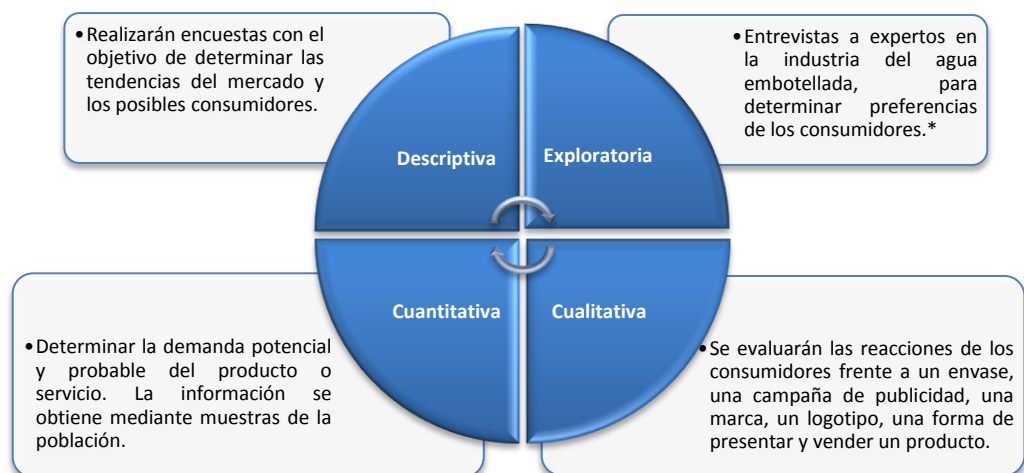 •Realizarán encuestas con el
objetivo de determinar las
tendencias del mercado y
los posibles consumidores.
•Entrevistas a expertos en
la industria del agua
embotellada, para
determinar preferencias
de los consumidores.*
Descriptiva
Exploratoria
Cuantitativa
Cualitativa
•Determinar la demanda potencial
y probable del producto o
servicio. La información se
obtiene mediante muestras de la
población.
•Se evaluarán las reacciones de los
consumidores frente a un envase,
una campaña de publicidad, una
marca, un logotipo, una forma de
presentar y vender un producto.